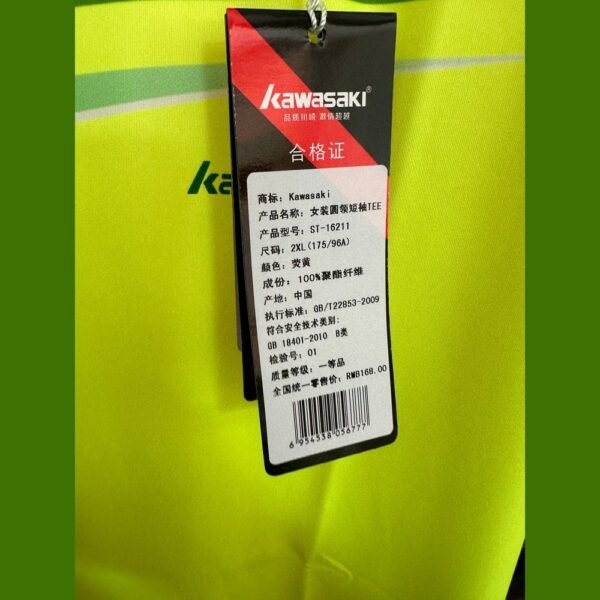 Kawasaki®
品质川崎 激情超越
合格证
Ka
商标: Kawasaki
产品名称: 女装圆领短袖TEE
产品型号: ST-16211
尺码: 2XL(175/96A)
颜色: 荧黄
成份: 100%聚酯纤维
产地: 中国
执行标准: GB/T22853-2009
符合安全技术类别:
GB 18401-2010 B类
检验号: 01
质量等级: 一等品
全国统一零售价: RMB168.00
6 954538 056777